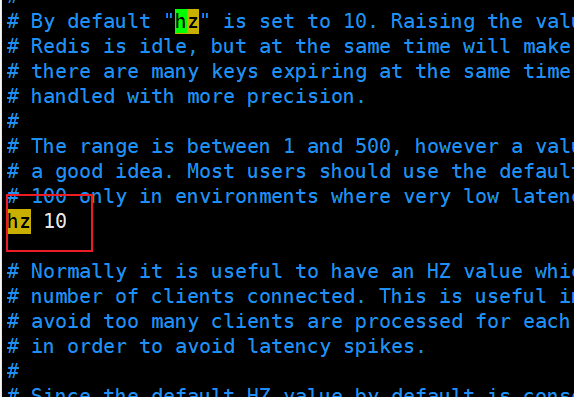 #
# By default "hz" is set to 10. Raising the valu
# Redis is idle, but at the same time will make
# there are many keys expiring at the same time
# handled with more precision.
#
# The range is between 1 and 500, however a valu
# a good idea. Most users should use the default
# 100 only in environments where very low latenc
hz 10
# Normally it is useful to have an HZ value whic
# number of clients connected. This is useful in
# avoid too many clients are processed for each
# in order to avoid latency spikes.
#
# Since the default HZ value by default is cons